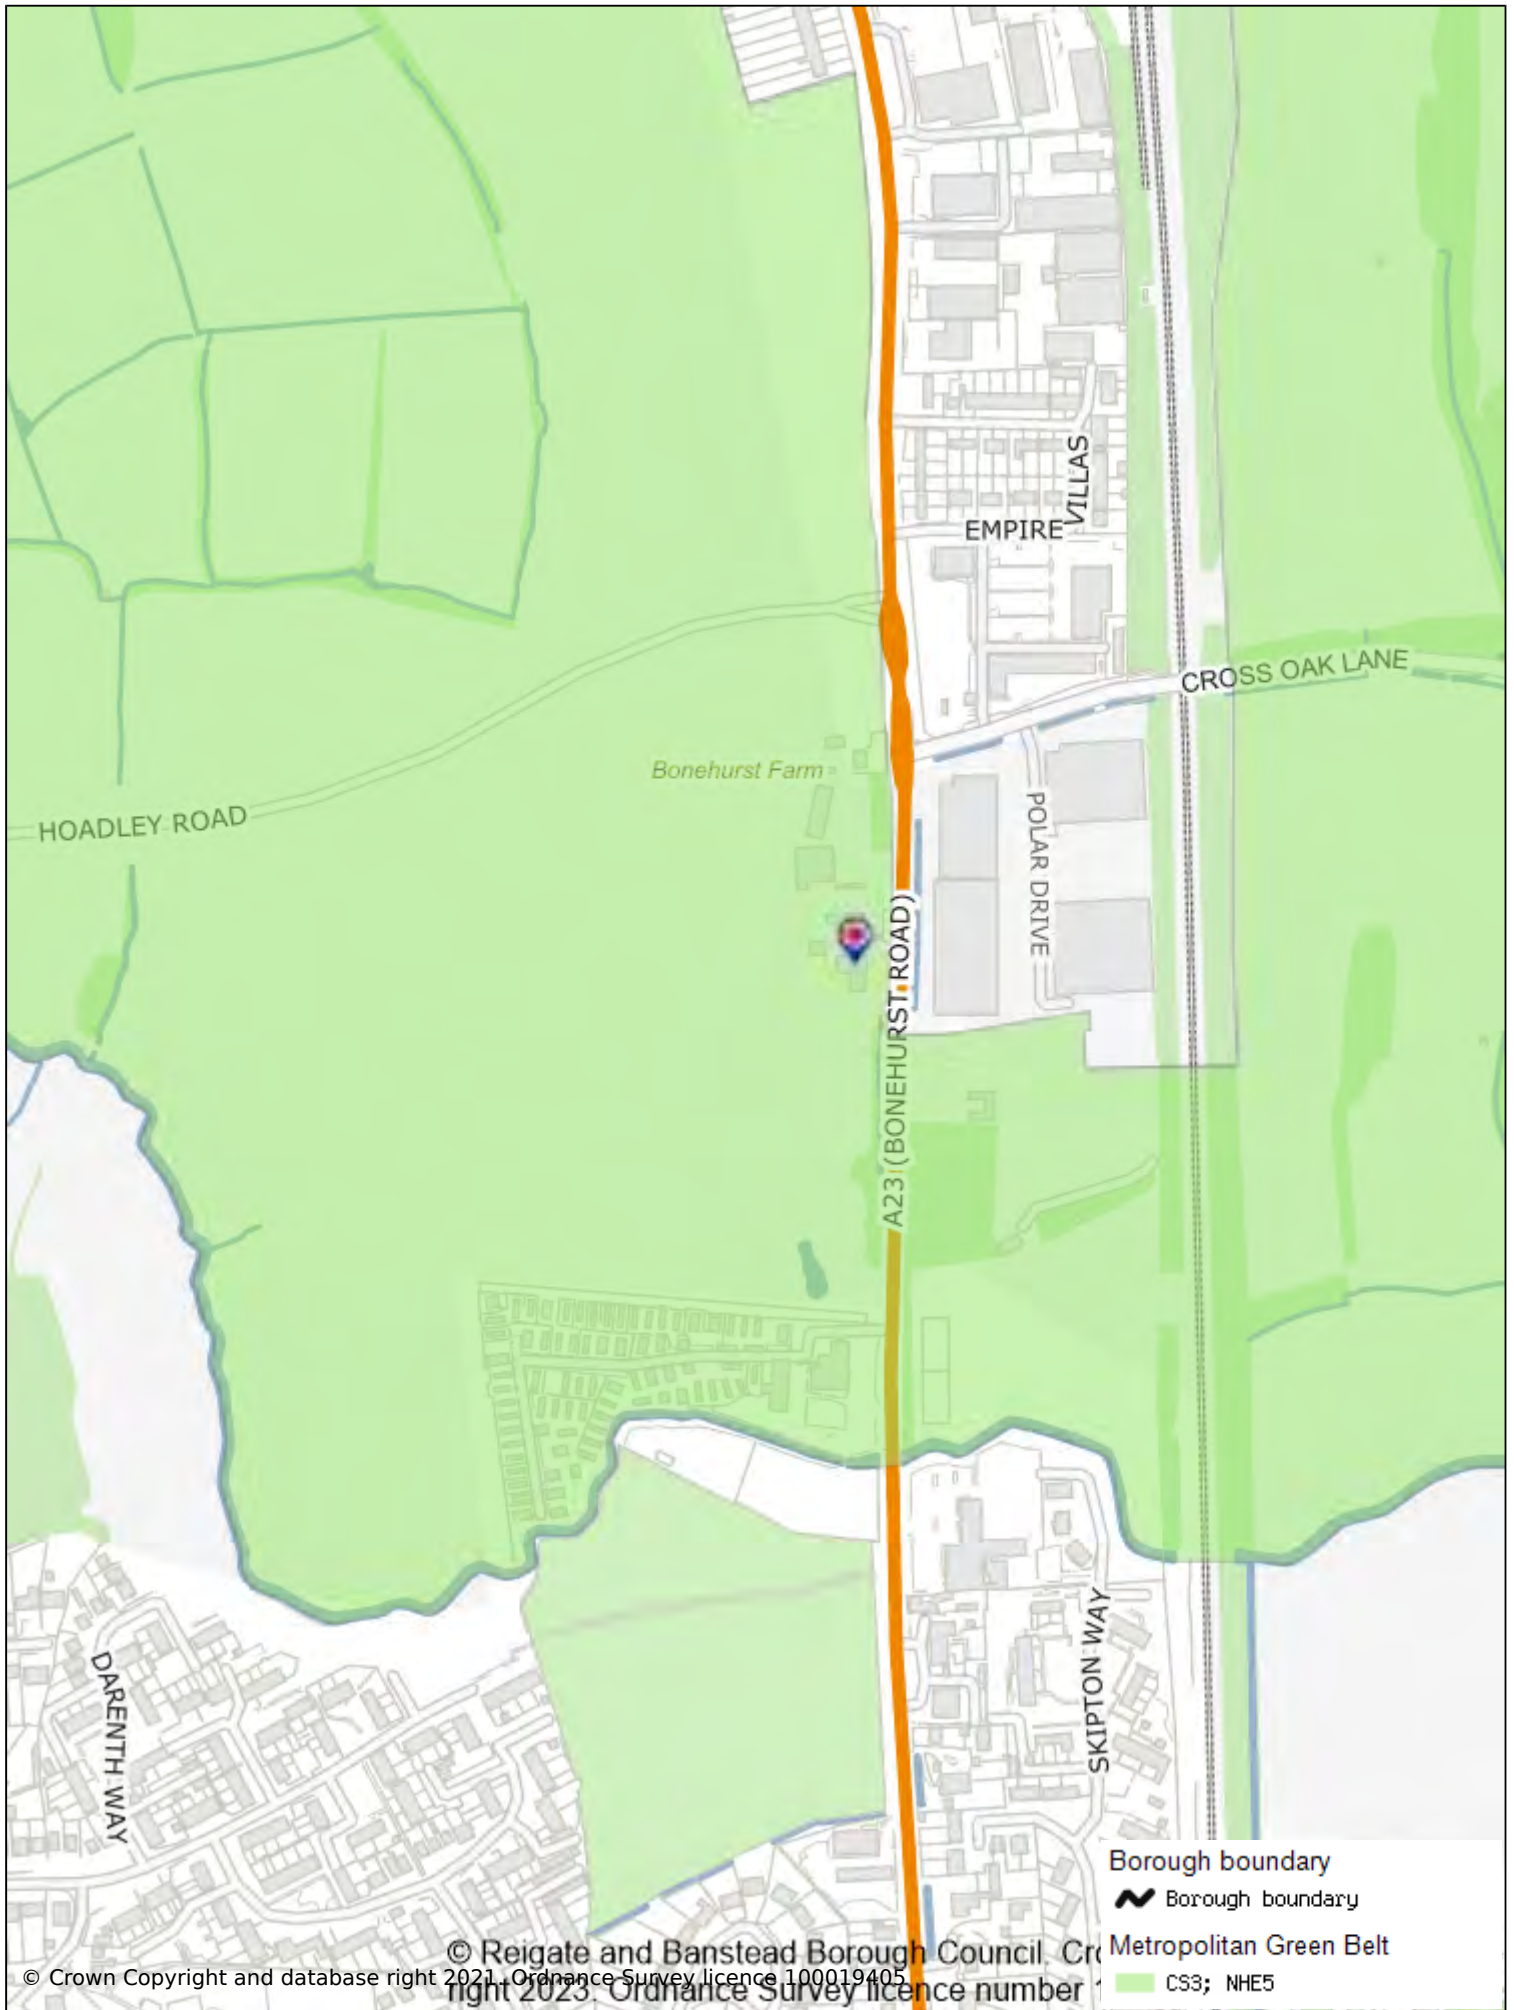 VILLAS
EMPIRE
CROSS OAK LANE
Bonehurst Farm
HOADLEY ROAD
POLAR DRIVE
A23 (BONEHURST ROAD)
SKIPTON WAY
DARENTH WAY
Borough boundary
Borough boundary
Metropolitan Green Belt
CS3; NHE5
© Reigate and Banstead Borough Council. Cro
© Crown Copyright and database right 2021. Ordnance Survey licence 100019405
right 2023. Ordnance Survey licence number